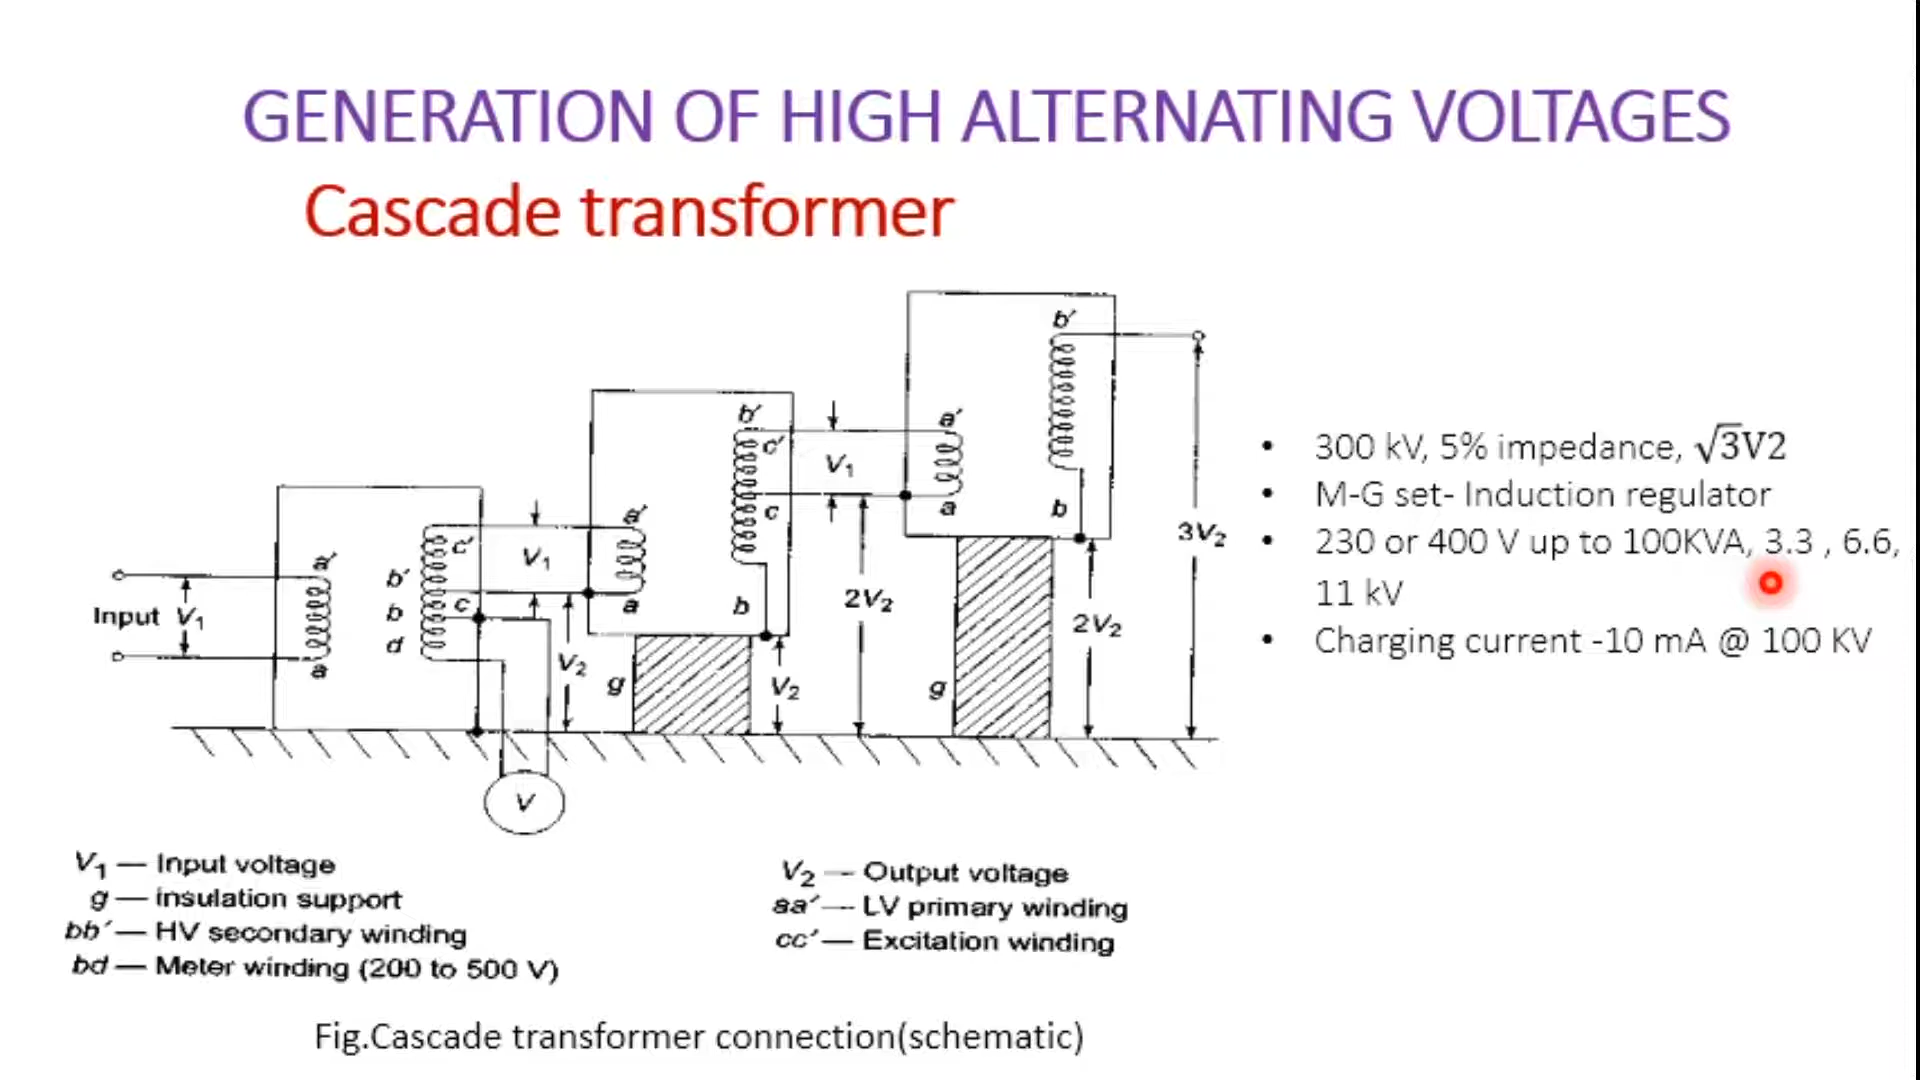 GENERATION OF HIGH ALTERNATING VOLTAGES
Cascade transformer
b′
a′
a
b
3V₂
b′
c′
c
V₁
a′
a
b
2V₂
2V₂
c′
b′
b
c
d
V₁
V₂
g
V₂
g
a′
a
Input V₁
V
• 300 kV, 5% impedance, √3V2
• M-G set- Induction regulator
• 230 or 400 V up to 100KVA, 3.3 , 6.6,
11 kV
• Charging current -10 mA @ 100 KV
V₁ — Input voltage
g — insulation support
bb′ — HV secondary winding
bd — Meter winding (200 to 500 V)
V₂ — Output voltage
aa′ — LV primary winding
cc′ — Excitation winding
Fig.Cascade transformer connection(schematic)